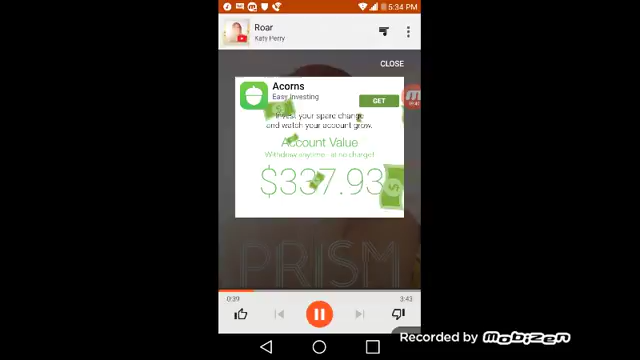 5:34 PM
Roar
Katy Perry
CLOSE
Acorns
Easy Investing
GET
Invest your spare change
and watch your account grow.
Account Value
Withdraw anytime - at no charge!
$337.93
PRISM
0:39
3:43
Recorded by Mobizen